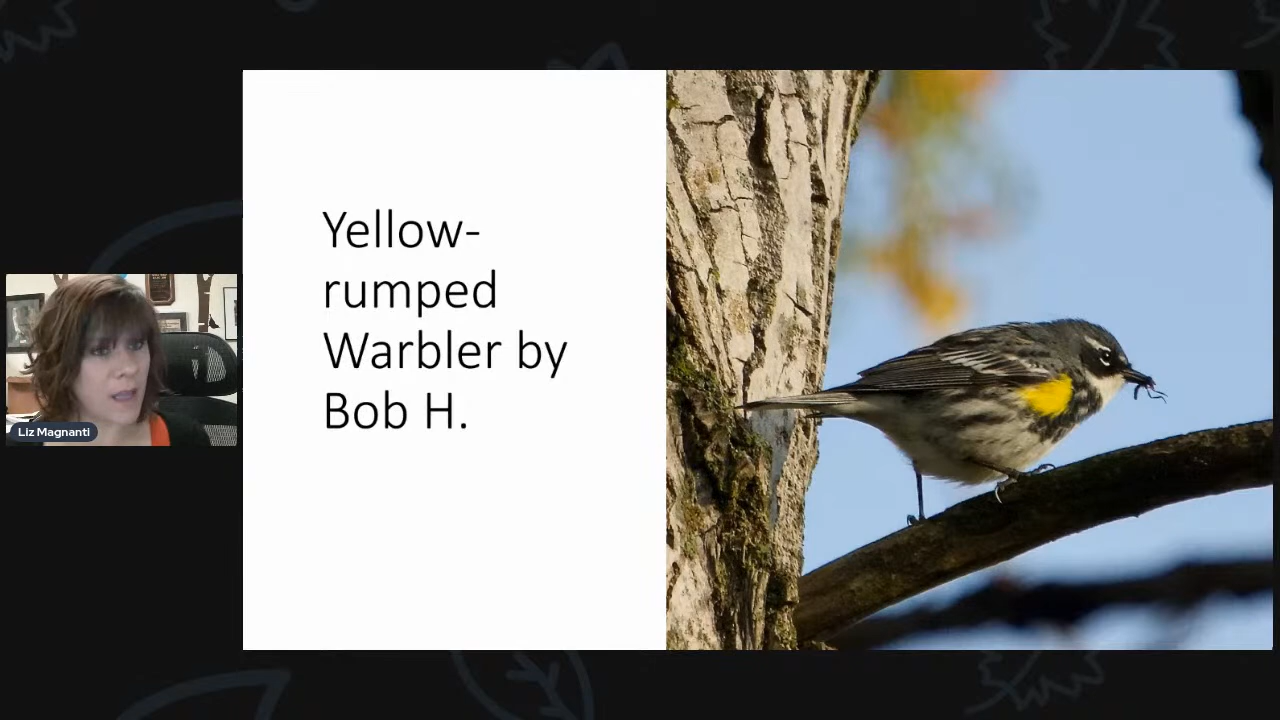 Yellow-
rumped
Warbler by
Bob H.
Liz Magnanti